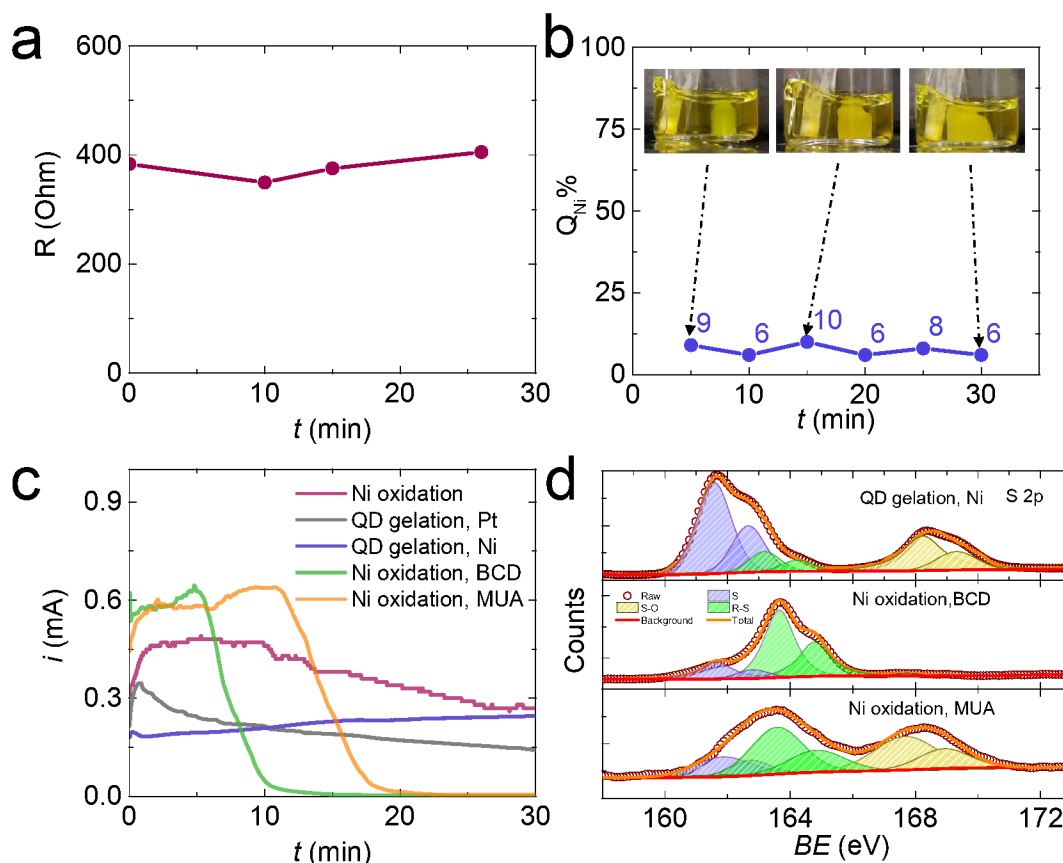 a
600
400
200
0
R (Ohm)
0
10
20
30
t (min)
b
100
75
50
25
0
Q_Ni%
9
6
10
6
8
6
0
10
20
30
t (min)
c
0.9
0.6
0.3
0.0
i (mA)
Ni oxidation
QD gelation, Pt
QD gelation, Ni
Ni oxidation, BCD
Ni oxidation, MUA
0
10
20
30
t (min)
d
QD gelation, Ni
S 2p
Ni oxidation,BCD
Raw
S
S-O
R-S
Background
Total
Ni oxidation, MUA
Counts
160
164
168
172
BE (eV)